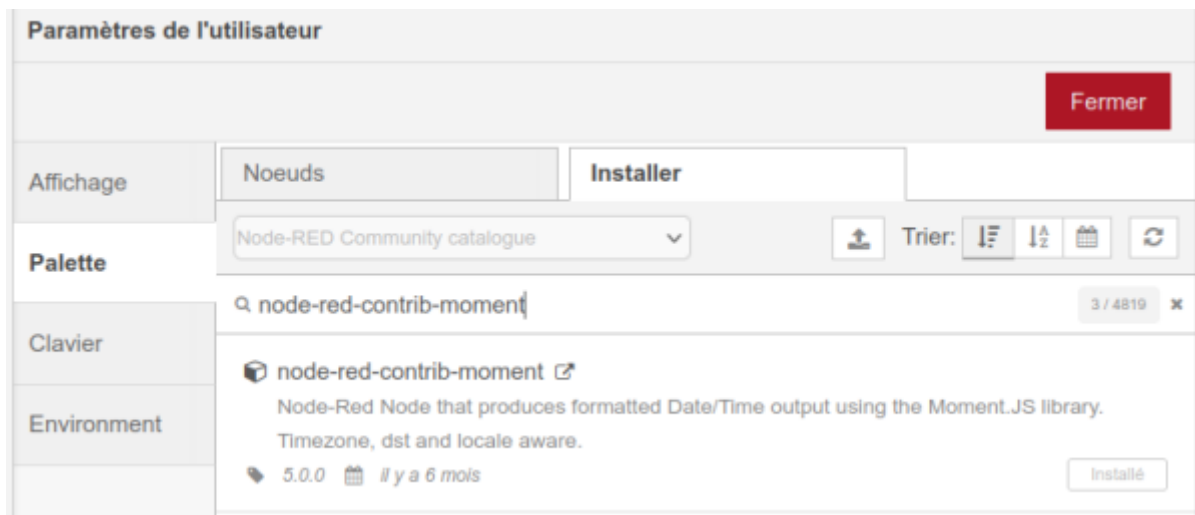 Paramètres de l'utilisateur
Fermer
Affichage
Palette
Clavier
Environment
Noeuds
Installer
Node-RED Community catalogue
Trier:
node-red-contrib-moment
3 / 4819
node-red-contrib-moment
Node-Red Node that produces formatted Date/Time output using the Moment.JS library.
Timezone, dst and locale aware.
5.0.0 il y a 6 mois
Installé